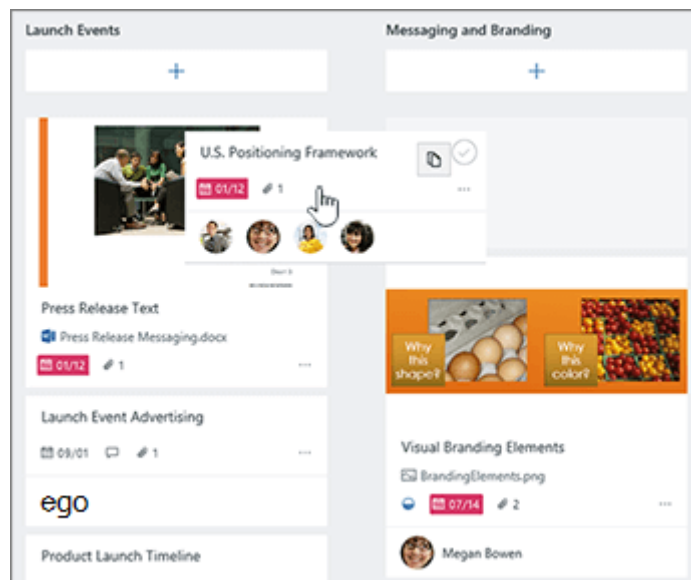 Launch Events
Messaging and Branding
U.S. Positioning Framework
01/12
1
Press Release Text
Press Release Messaging.docx
01/12
1
Launch Event Advertising
09/01
1
ego
Product Launch Timeline
Why
this
shape?
Why
this
color?
Visual Branding Elements
BrandingElements.png
07/14
2
Megan Bowen